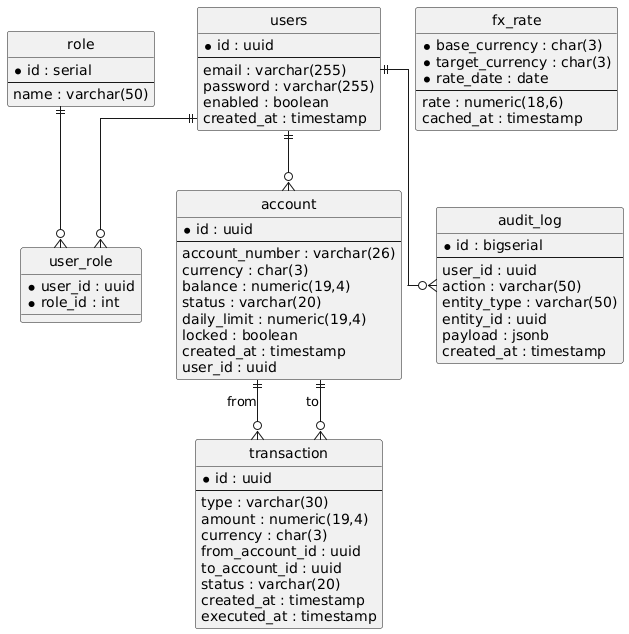 role
* id : serial
name : varchar(50)
users
* id : uuid
email : varchar(255)
password : varchar(255)
enabled : boolean
created_at : timestamp
fx_rate
* base_currency : char(3)
* target_currency : char(3)
* rate_date : date
rate : numeric(18,6)
cached_at : timestamp
user_role
* user_id : uuid
* role_id : int
account
* id : uuid
account_number : varchar(26)
currency : char(3)
balance : numeric(19,4)
status : varchar(20)
daily_limit : numeric(19,4)
locked : boolean
created_at : timestamp
user_id : uuid
audit_log
* id : bigserial
user_id : uuid
action : varchar(50)
entity_type : varchar(50)
entity_id : uuid
payload : jsonb
created_at : timestamp
from
to
transaction
* id : uuid
type : varchar(30)
amount : numeric(19,4)
currency : char(3)
from_account_id : uuid
to_account_id : uuid
status : varchar(20)
created_at : timestamp
executed_at : timestamp